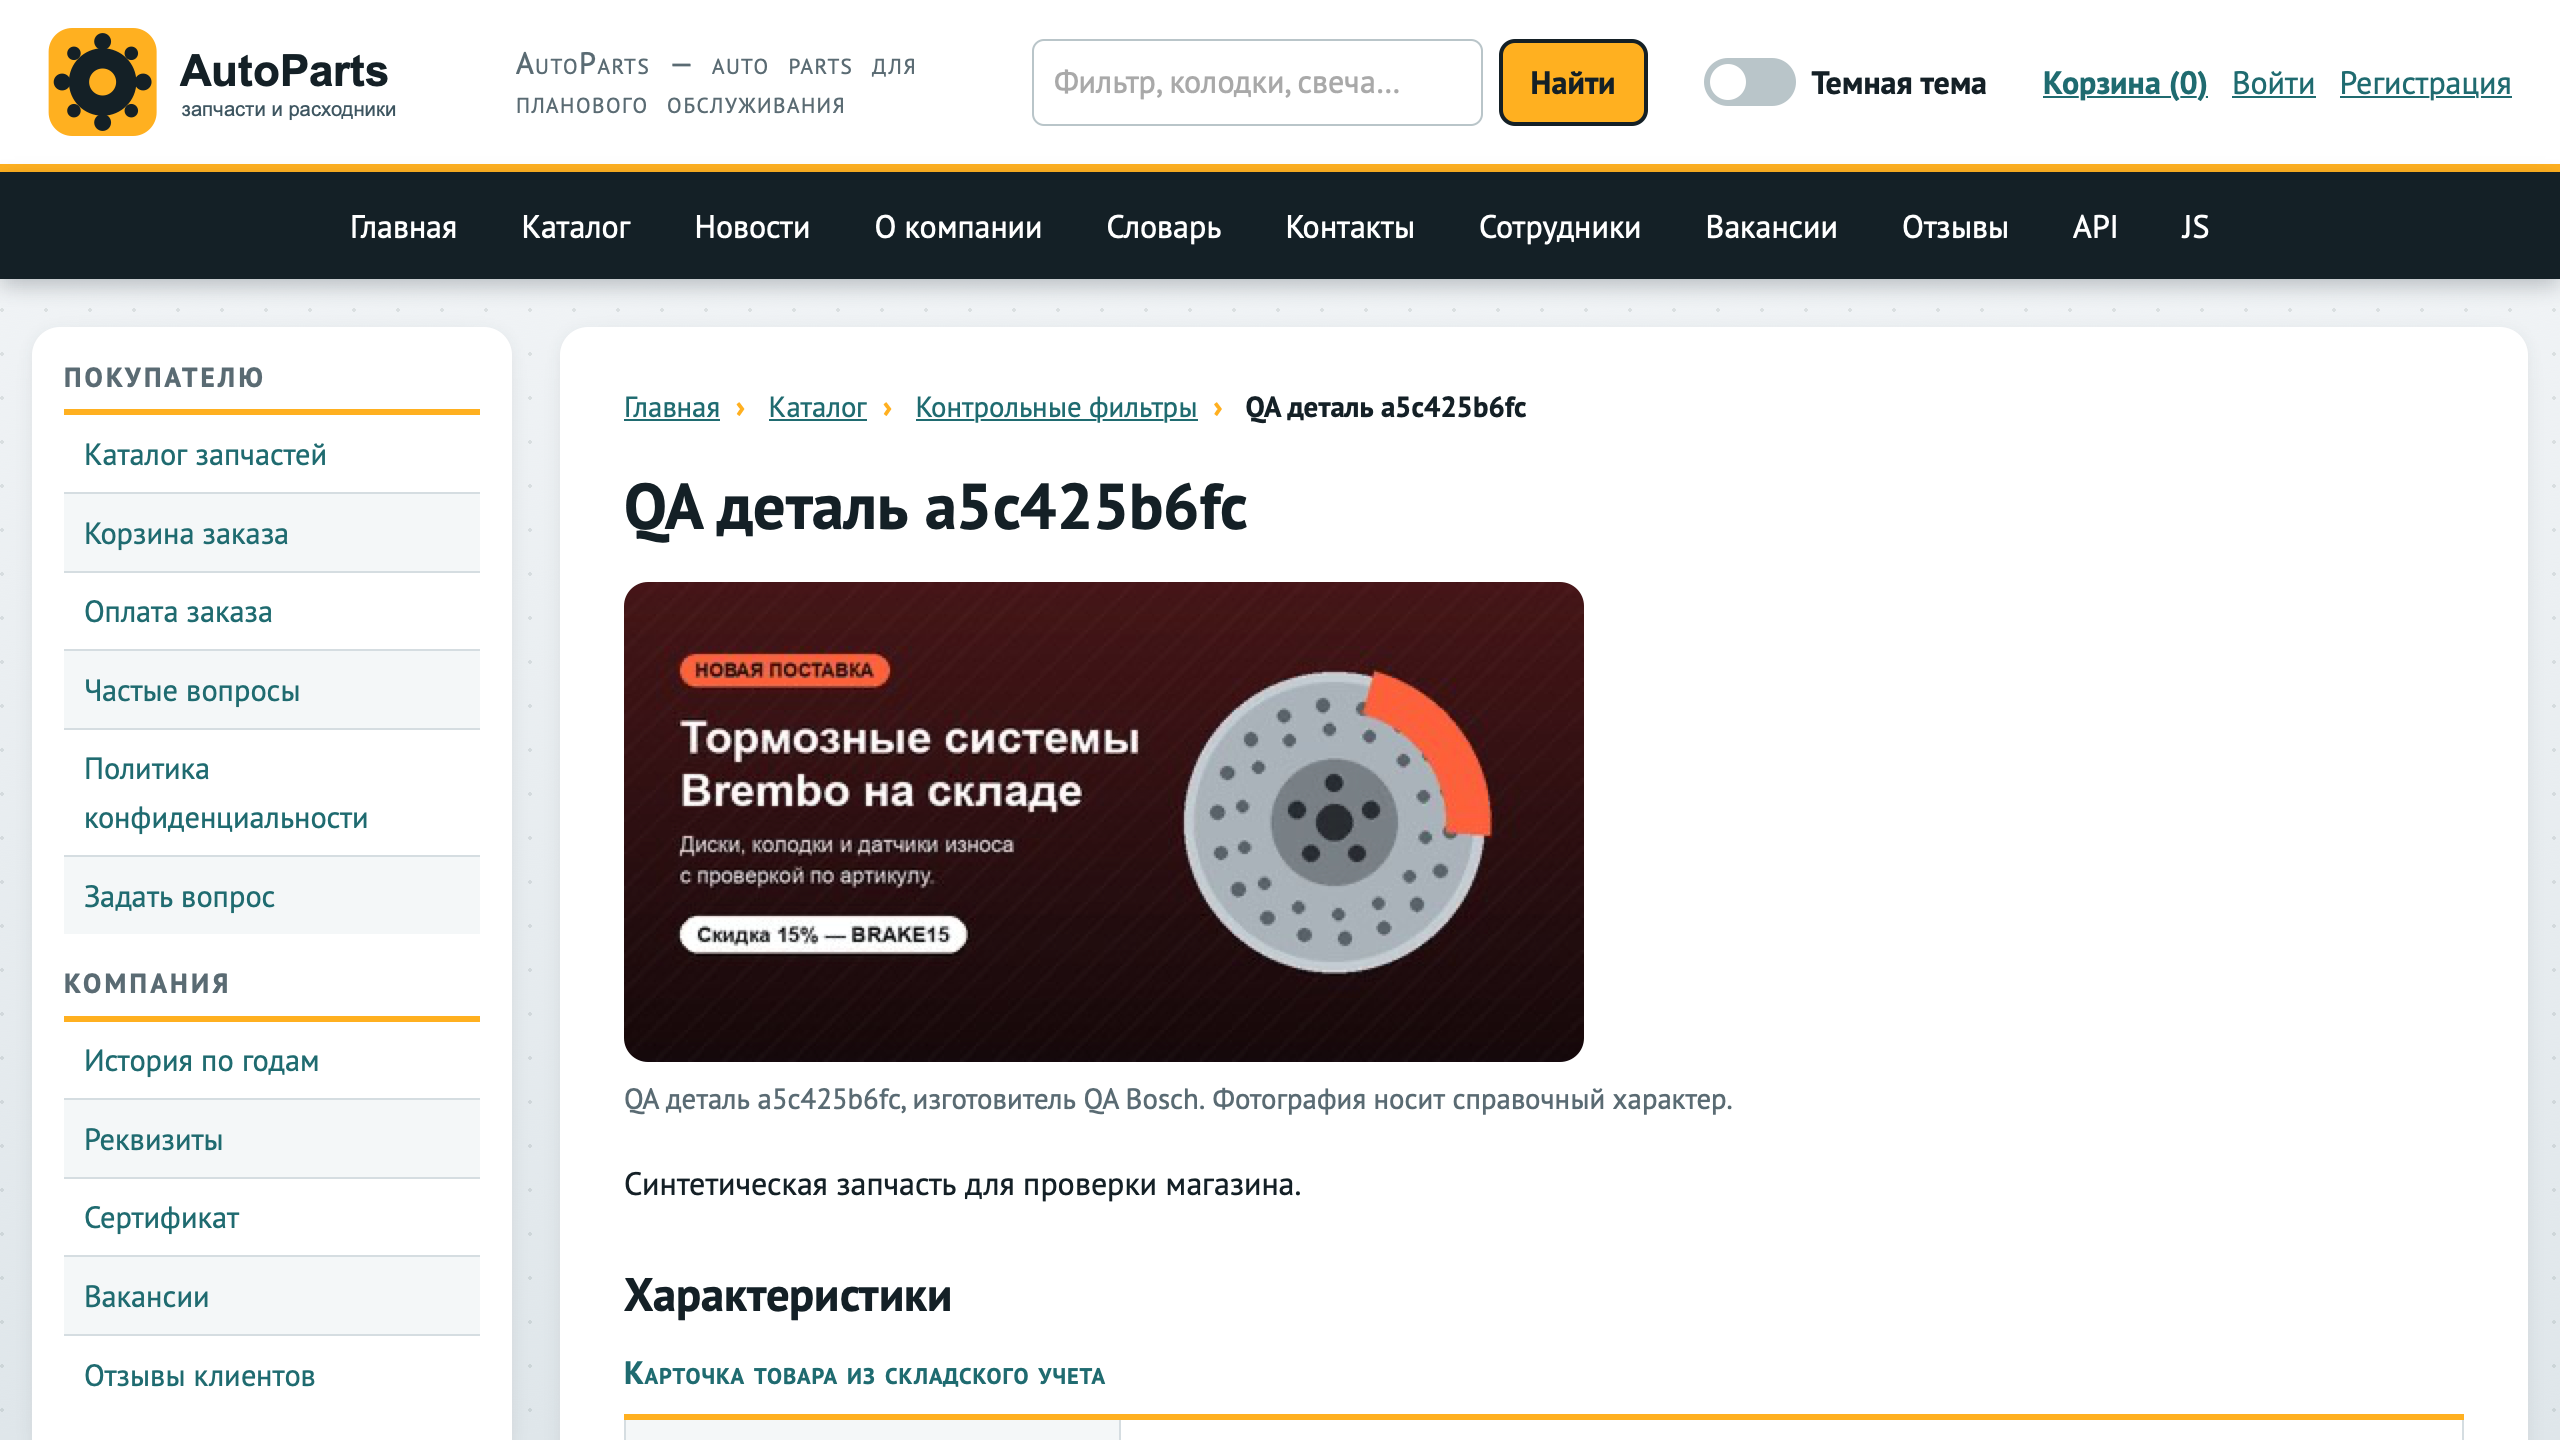 AutoParts
запчасти и расходники
AutoParts — auto parts для
планового обслуживания
Фильтр, колодки, свеча...
Найти
Темная тема
Корзина (0) Войти Регистрация
Главная Каталог Новости О компании Словарь Контакты Сотрудники Вакансии Отзывы API JS
ПОКУПАТЕЛЮ
Каталог запчастей
Корзина заказа
Оплата заказа
Частые вопросы
Политика
конфиденциальности
Задать вопрос
КОМПАНИЯ
История по годам
Реквизиты
Сертификат
Вакансии
Отзывы клиентов
Главная › Каталог › Контрольные фильтры › QA деталь a5c425b6fc
QA деталь a5c425b6fc
НОВАЯ ПОСТАВКА
Тормозные системы
Brembo на складе
Диски, колодки и датчики износа
с проверкой по артикулу.
Скидка 15% — BRAKE15
QA деталь a5c425b6fc, изготовитель QA Bosch. Фотография носит справочный характер.
Синтетическая запчасть для проверки магазина.
Характеристики
Карточка товара из складского учета